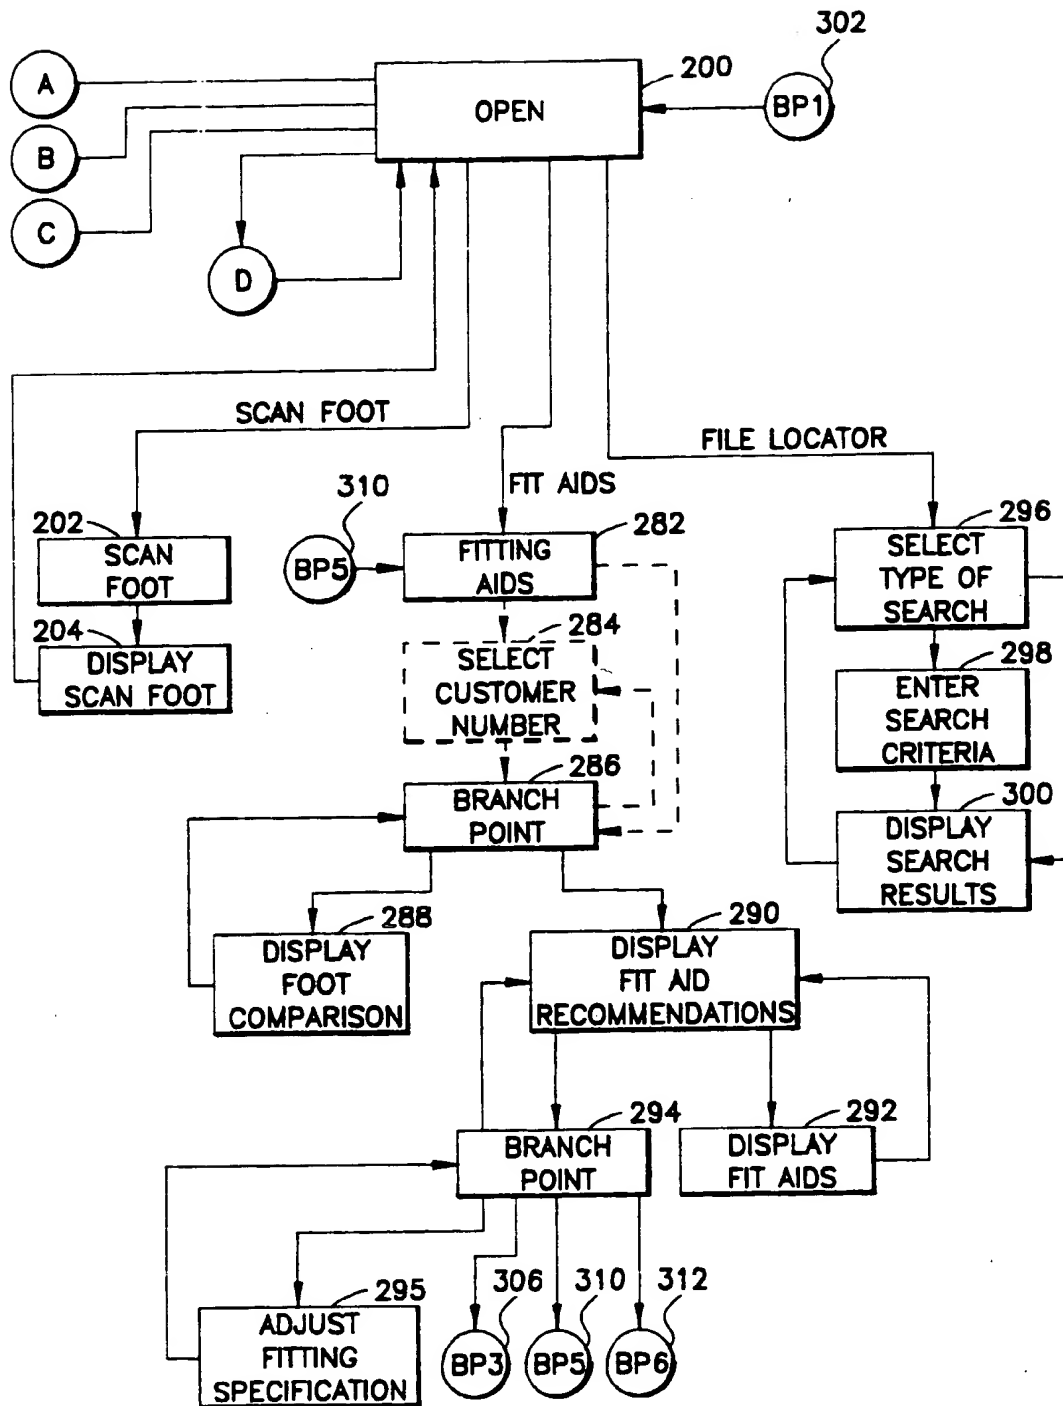 302
A
200
OPEN
BP1
B
C
D
SCAN FOOT
FILE LOCATOR
310
FIT AIDS
202
SCAN
FOOT
BP5
282
FITTING
AIDS
296
SELECT
TYPE OF
SEARCH
204
DISPLAY
SCAN FOOT
284
SELECT
CUSTOMER
NUMBER
298
ENTER
SEARCH
CRITERIA
286
BRANCH
POINT
300
DISPLAY
SEARCH
RESULTS
288
DISPLAY
FOOT
COMPARISON
290
DISPLAY
FIT AID
RECOMMENDATIONS
294
BRANCH
POINT
292
DISPLAY
FIT AIDS
295
ADJUST
FITTING
SPECIFICATION
306
310
312
BP3
BP5
BP6